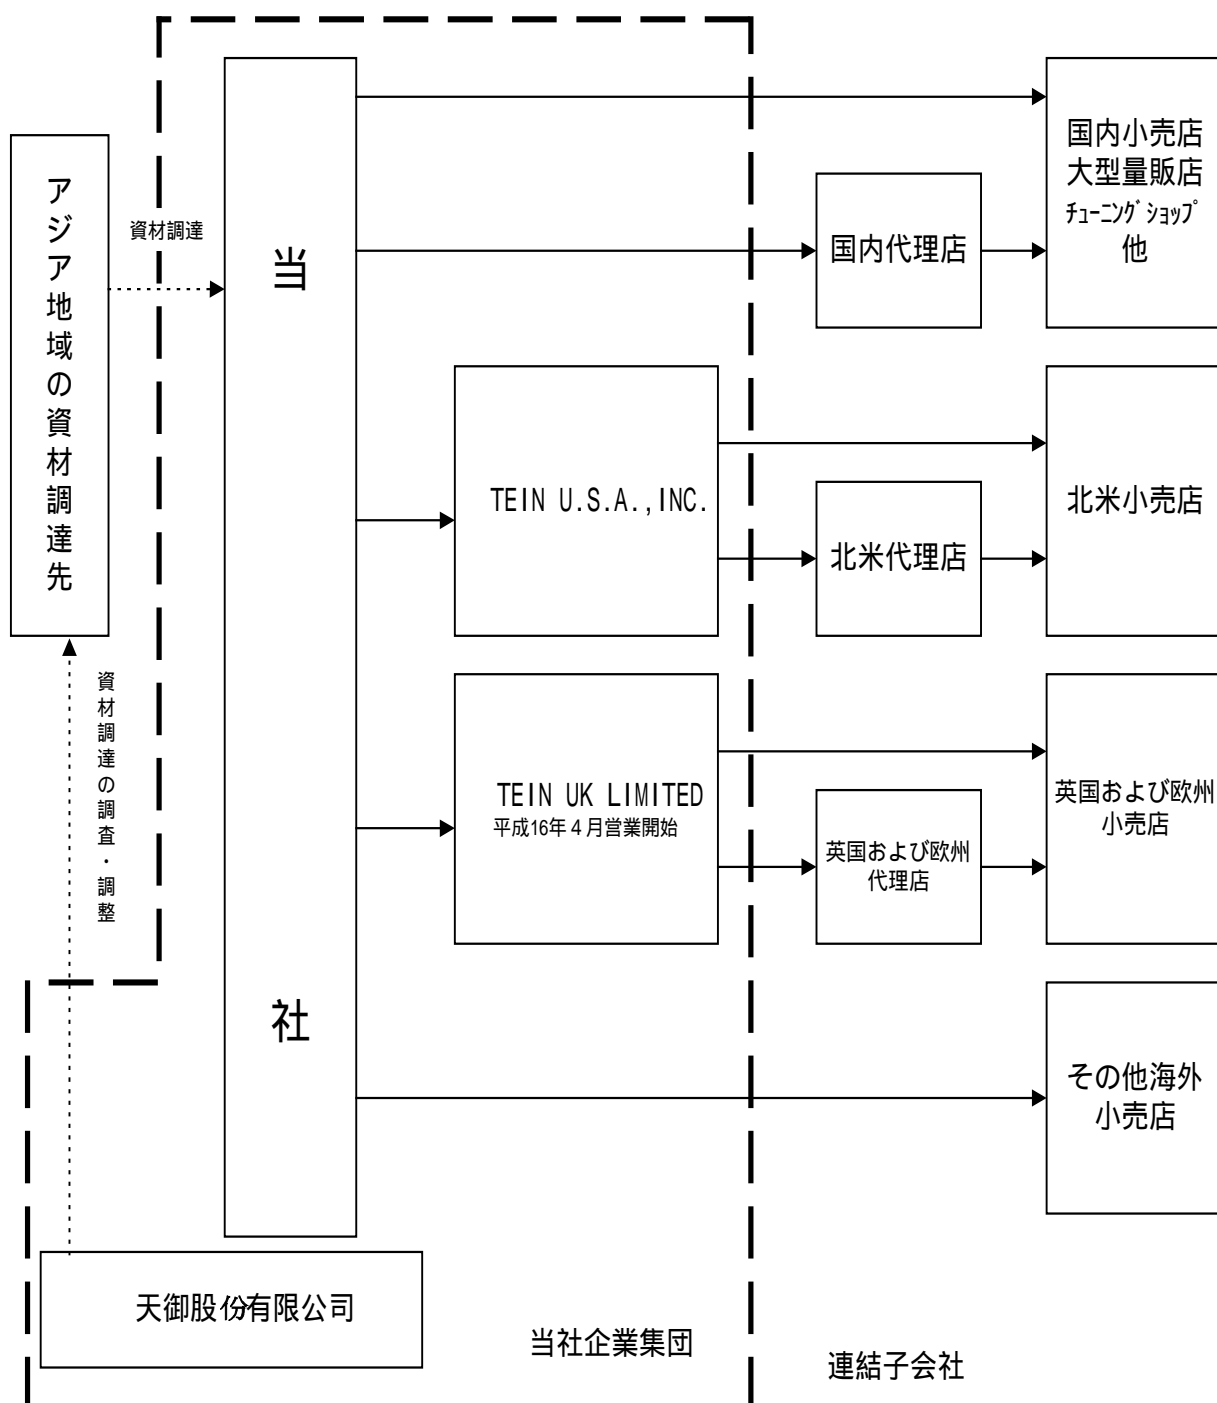 アジア地域の資材調達先
資材調達
当社
国内小売店
大型量販店
ﾁｭｰﾆﾝｸﾞｼｮｯﾌﾟ
他
国内代理店
TEIN U.S.A.,INC.
北米代理店
北米小売店
資材調達の調査・調整
TEIN UK LIMITED
平成16年４月営業開始
英国および欧州
代理店
英国および欧州
小売店
その他海外
小売店
天御股份有限公司
当社企業集団
連結子会社